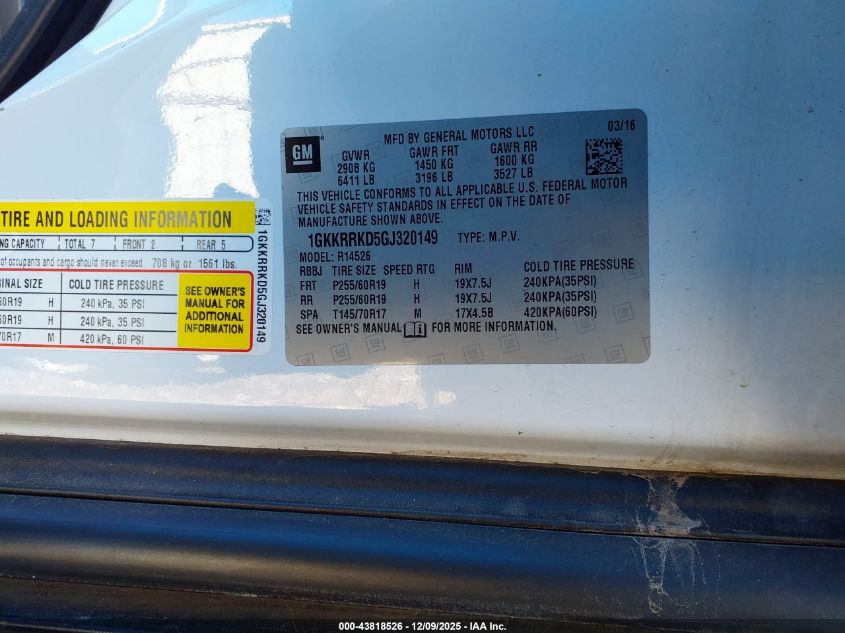 TIRE AND LOADING INFORMATION
CAPACITY TOTAL 7 FRONT 2 REAR 5
of occupants and cargo should never exceed 708 kg or 1561 lbs.
SIZE COLD TIRE PRESSURE
60R19 H 240 kPa, 35 PSI
60R19 H 240 kPa, 35 PSI
70R17 M 420 kPa, 60 PSI
SEE OWNER'S
MANUAL FOR
ADDITIONAL
INFORMATION
1GKKRRKD5GJ320149
GM
MFD BY GENERAL MOTORS LLC 03/16
GVWR GAWR FRT GAWR RR
2908 KG 1450 KG 1600 KG
6411 LB 3196 LB 3527 LB
THIS VEHICLE CONFORMS TO ALL APPLICABLE U.S. FEDERAL MOTOR
VEHICLE SAFETY STANDARDS IN EFFECT ON THE DATE OF
MANUFACTURE SHOWN ABOVE.
1GKKRRKD5GJ320149 TYPE: M.P.V.
MODEL: R14526
RBBJ TIRE SIZE SPEED RTG RIM COLD TIRE PRESSURE
FRT P255/60R19 H 19X7.5J 240KPA(35PSI)
RR P255/60R19 H 19X7.5J 240KPA(35PSI)
SPA T145/70R17 M 17X4.5B 420KPA(60PSI)
SEE OWNER'S MANUAL FOR MORE INFORMATION.
000-43818526 - 12/09/2025 - IAA Inc.